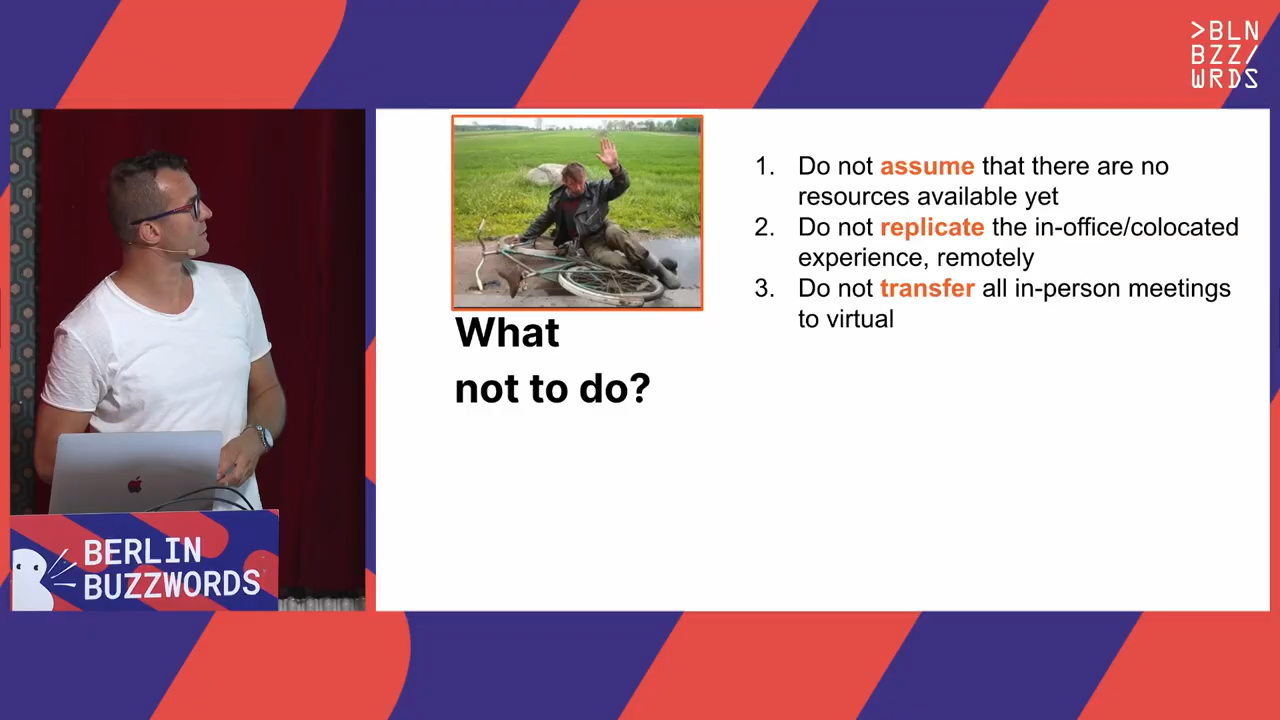 >BLN
BZZ/
WRDS
What
not to do?
1. Do not assume that there are no
resources available yet
2. Do not replicate the in-office/colocated
experience, remotely
3. Do not transfer all in-person meetings
to virtual
BERLIN
BUZZWORDS